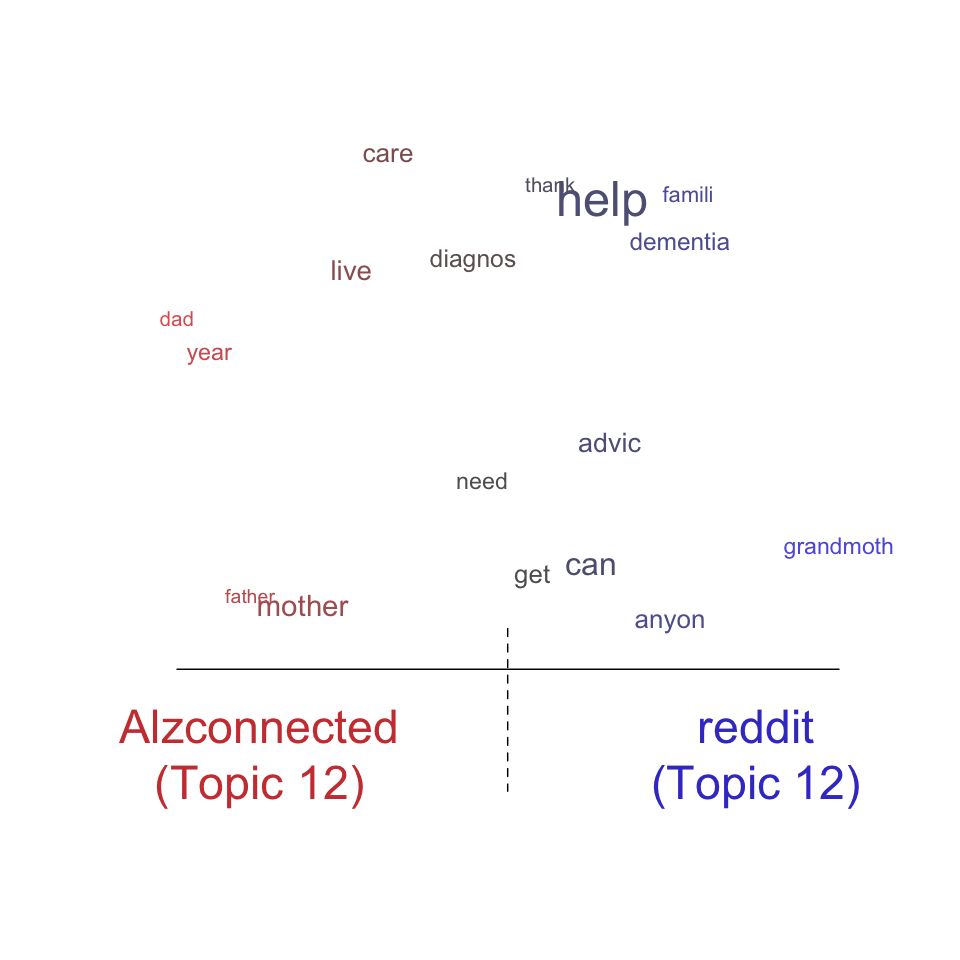 care
thank
help
famili
dementia
diagnos
live
dad
year
advic
need
grandmoth
get
can
father
mother
anyon
Alzconnected
(Topic 12)
reddit
(Topic 12)